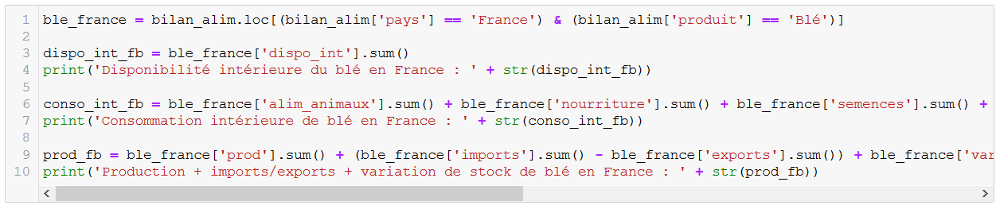 1 ble_france = bilan_alim.loc[(bilan_alim['pays'] == 'France') & (bilan_alim['produit'] == 'Blé')]
2
3 dispo_int_fb = ble_france['dispo_int'].sum()
4 print('Disponibilité intérieure du blé en France : ' + str(dispo_int_fb))
5
6 conso_int_fb = ble_france['alim_animaux'].sum() + ble_france['nourriture'].sum() + ble_france['semences'].sum() +
7 print('Consommation intérieure de blé en France : ' + str(conso_int_fb))
8
9 prod_fb = ble_france['prod'].sum() + (ble_france['imports'].sum() - ble_france['exports'].sum()) + ble_france['var
10 print('Production + imports/exports + variation de stock de blé en France : ' + str(prod_fb))